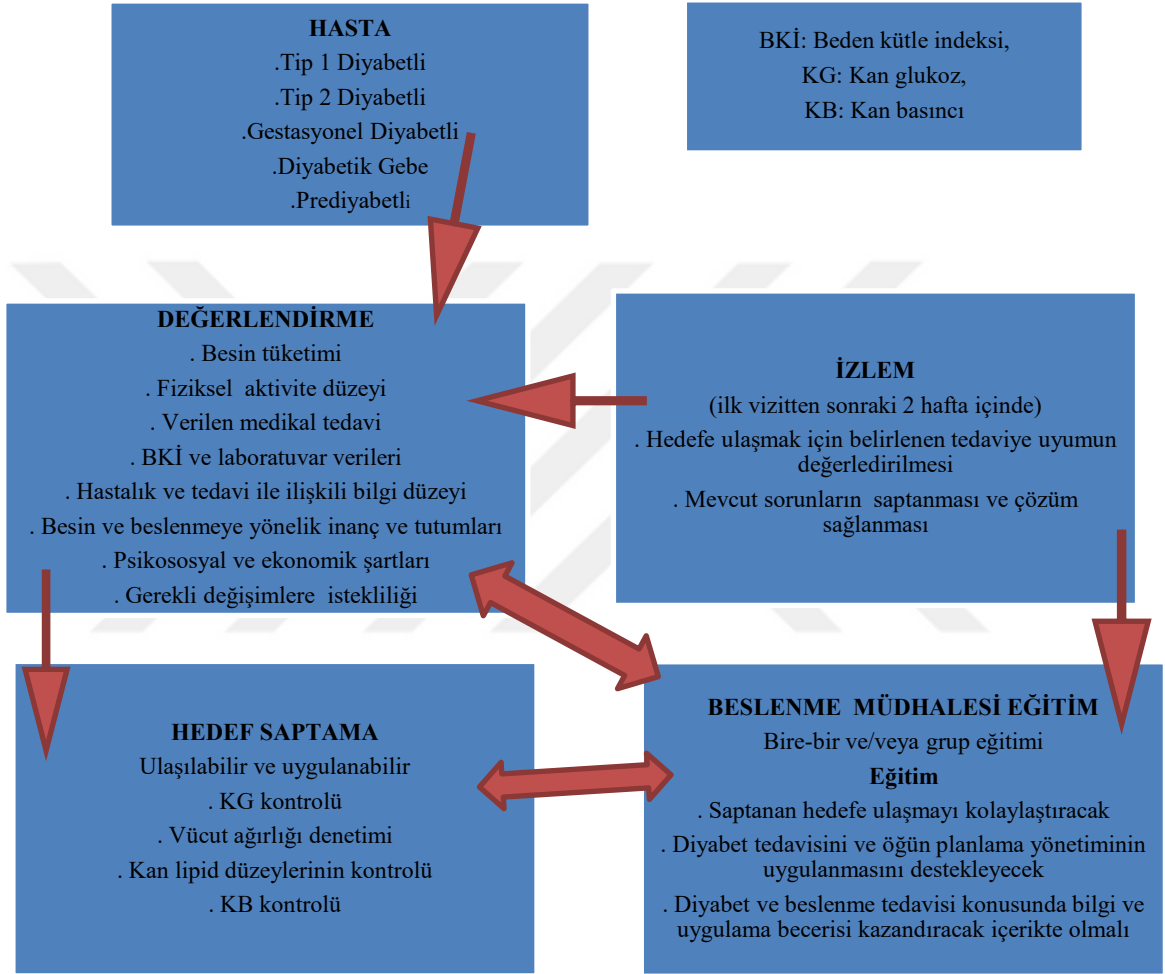 HASTA
.Tip 1 Diyabetli
.Tip 2 Diyabetli
.Gestasyonel Diyabetli
.Diyabetik Gebe
.Prediyabetli
BKİ: Beden kütle indeksi,
KG: Kan glukoz,
KB: Kan basıncı
DEĞERLENDİRME
. Besin tüketimi
. Fiziksel aktivite düzeyi
. Verilen medikal tedavi
. BKİ ve laboratuvar verileri
. Hastalık ve tedavi ile ilişkili bilgi düzeyi
. Besin ve beslenmeye yönelik inanç ve tutumları
. Psikososyal ve ekonomik şartları
. Gerekli değişimlere istekliliği
İZLEM
(ilk vizitten sonraki 2 hafta içinde)
. Hedefe ulaşmak için belirlenen tedaviye uyumun
değerledirilmesi
. Mevcut sorunların saptanması ve çözüm
sağlanması
HEDEF SAPTAMA
Ulaşılabilir ve uygulanabilir
. KG kontrolü
. Vücut ağırlığı denetimi
. Kan lipid düzeylerinin kontrolü
. KB kontrolü
BESLENME MÜDHALESİ EĞİTİM
Bire-bir ve/veya grup eğitimi
Eğitim
. Saptanan hedefe ulaşmayı kolaylaştıracak
. Diyabet tedavisini ve öğün planlama yönetiminin
uygulanmasını destekleyecek
. Diyabet ve beslenme tedavisi konusunda bilgi ve
uygulama becerisi kazandıracak içerikte olmalı